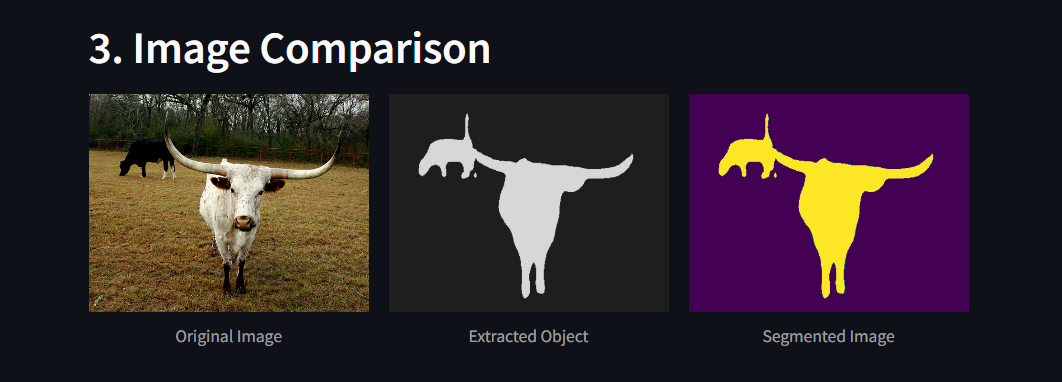 3. Image Comparison
Original Image
Extracted Object
Segmented Image